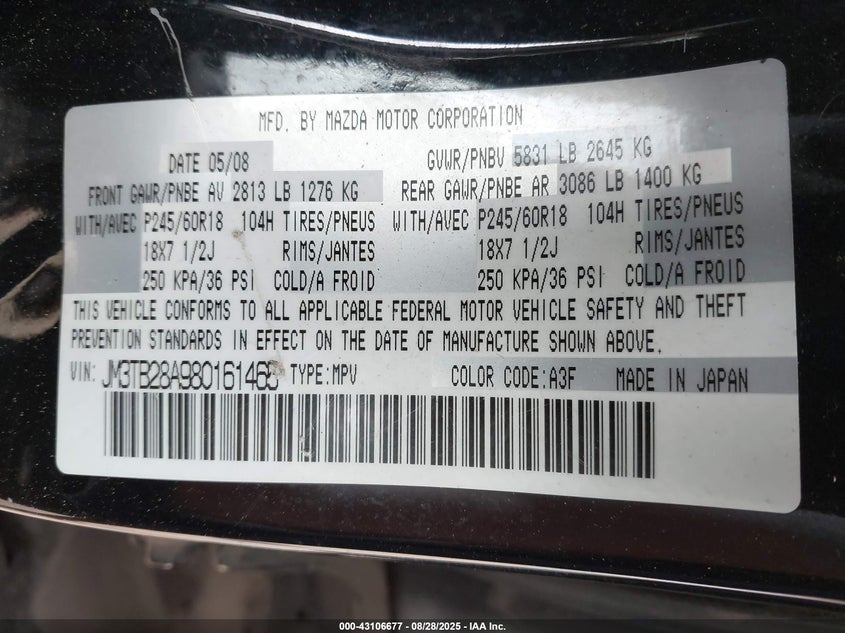 MFD. BY MAZDA MOTOR CORPORATION
DATE 05/08 GVWR/PNBV 5831 LB 2645 KG
FRONT GAWR/PNBE AV 2813 LB 1276 KG REAR GAWR/PNBE AR 3086 LB 1400 KG
WITH/AVEC P245/60R18 104H TIRES/PNEUS WITH/AVEC P245/60R18 104H TIRES/PNEUS
18X7 1/2J RIMS/JANTES 18X7 1/2J RIMS/JANTES
250 KPA/36 PSI COLD/A FROID 250 KPA/36 PSI COLD/A FROID
THIS VEHICLE CONFORMS TO ALL APPLICABLE FEDERAL MOTOR VEHICLE SAFETY AND THEFT
PREVENTION STANDARDS IN EFFECT ON THE DATE OF MANUFACTURE SHOWN ABOVE.
VIN: JM3TB28A980161465 TYPE:MPV COLOR CODE:A3F MADE IN JAPAN
000-43106677 - 08/28/2025 - IAA Inc.